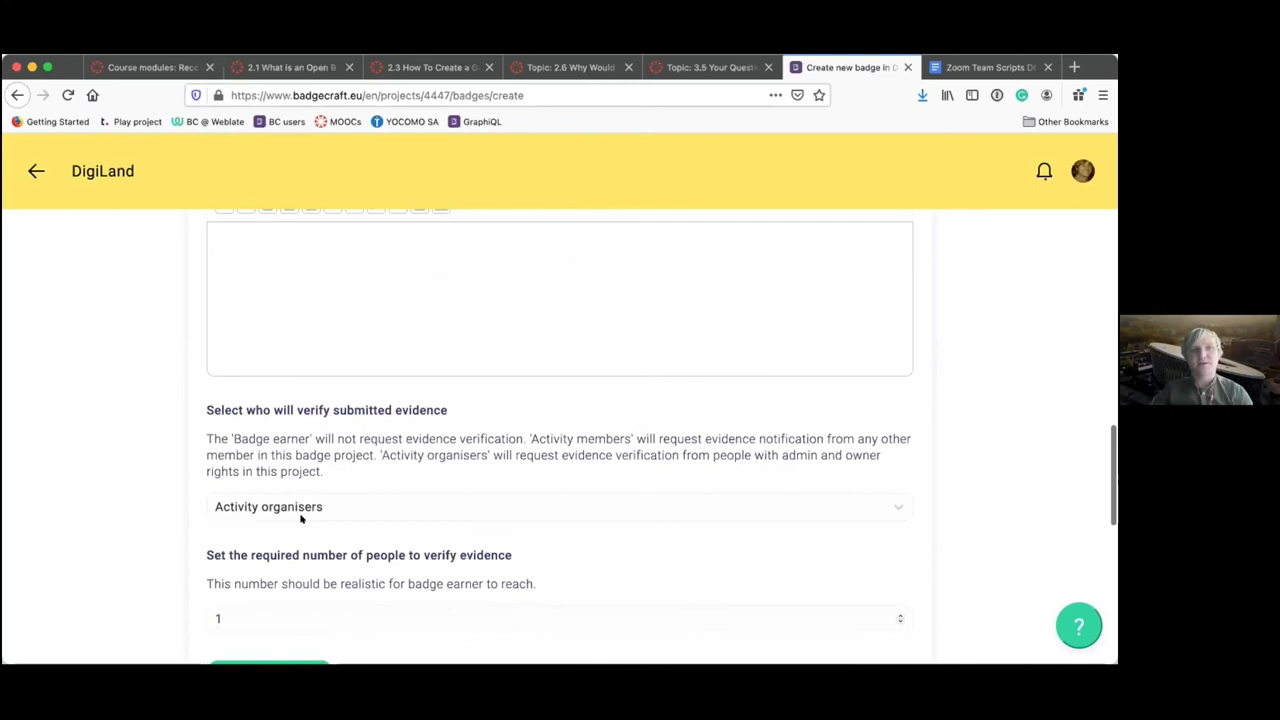 Course modules: Rec
2.1 What is an Open B
2.3 How To Create a G
Topic: 2.6 Why Would
Topic: 3.5 Your Questi
Create new badge in D
Zoom Team Scripts D
https://www.badgecraft.eu/en/projects/4447/badges/create
Getting Started
t. Play project
BC @ Weblate
BC users
MOOCs
YOCOMO SA
GraphiQL
Other Bookmarks
DigiLand
Select who will verify submitted evidence
The 'Badge earner' will not request evidence verification. 'Activity members' will request evidence notification from any other
member in this badge project. 'Activity organisers' will request evidence verification from people with admin and owner
rights in this project.
Activity organisers
Set the required number of people to verify evidence
This number should be realistic for badge earner to reach.
1
?